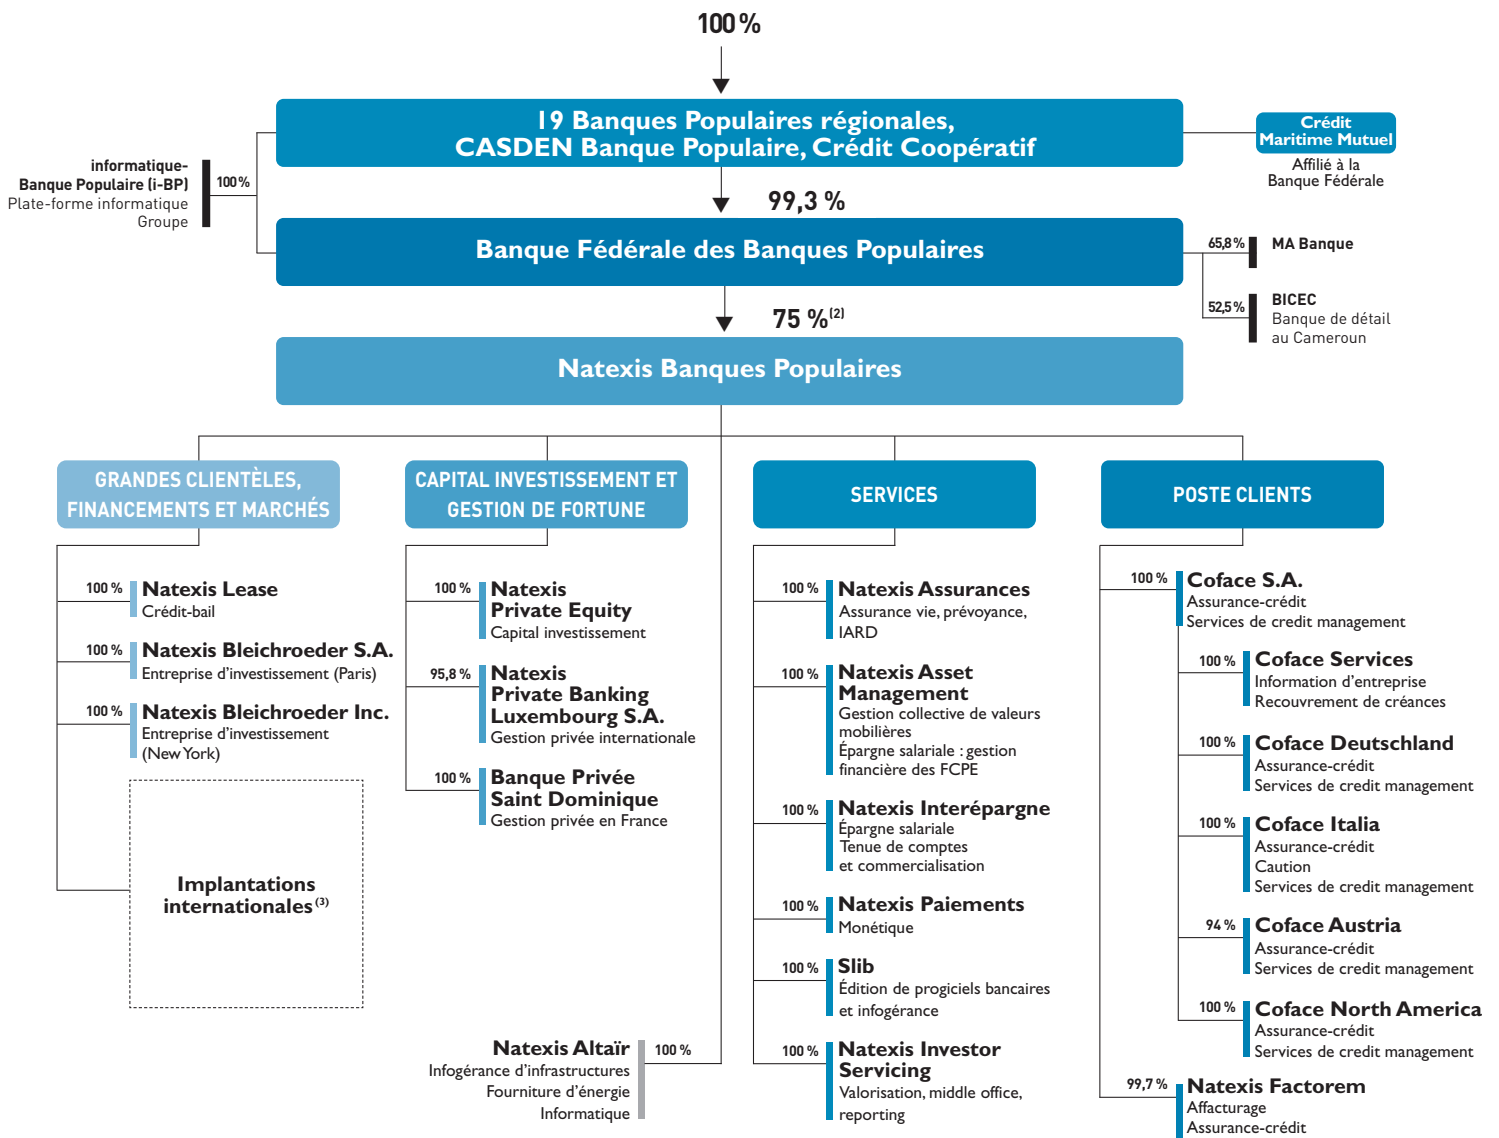 100 %
19 Banques Populaires régionales,
CASDEN Banque Populaire, Crédit Coopératif
Crédit
Maritime Mutuel
Affilié à la
Banque Fédérale
informatique-
Banque Populaire (i-BP)
Plate-forme informatique
Groupe
100 %
99,3 %
Banque Fédérale des Banques Populaires
65,8 %
MA Banque
52,5 %
BICEC
Banque de détail
au Cameroun
75 % (2)
Natexis Banques Populaires
GRANDES CLIENTÈLES,
FINANCEMENTS ET MARCHÉS
100 %
Natexis Lease
Crédit-bail
100 %
Natexis Bleichroeder S.A.
Entreprise d'investissement (Paris)
100 %
Natexis Bleichroeder Inc.
Entreprise d'investissement
(New York)
Implantations
internationales (3)
CAPITAL INVESTISSEMENT ET
GESTION DE FORTUNE
100 %
Natexis
Private Equity
Capital investissement
95,8 %
Natexis
Private Banking
Luxembourg S.A.
Gestion privée internationale
100 %
Banque Privée
Saint Dominique
Gestion privée en France
Natexis Altaïr
Infogérance d'infrastructures
Fourniture d'énergie
Informatique
100 %
SERVICES
100 %
Natexis Assurances
Assurance vie, prévoyance,
IARD
100 %
Natexis Asset
Management
Gestion collective de valeurs
mobilières
Épargne salariale : gestion
financière des FCPE
100 %
Natexis Interépargne
Épargne salariale
Tenue de comptes
et commercialisation
100 %
Natexis Paiements
Monétique
100 %
Slib
Édition de progiciels bancaires
et infogérance
100 %
Natexis Investor
Servicing
Valorisation, middle office,
reporting
POSTE CLIENTS
100 %
Coface S.A.
Assurance-crédit
Services de credit management
100 %
Coface Services
Information d'entreprise
Recouvrement de créances
100 %
Coface Deutschland
Assurance-crédit
Services de credit management
100 %
Coface Italia
Assurance-crédit
Caution
Services de credit management
94 %
Coface Austria
Assurance-crédit
Services de credit management
100 %
Coface North America
Assurance-crédit
Services de credit management
99,7 %
Natexis Factorem
Affacturage
Assurance-crédit